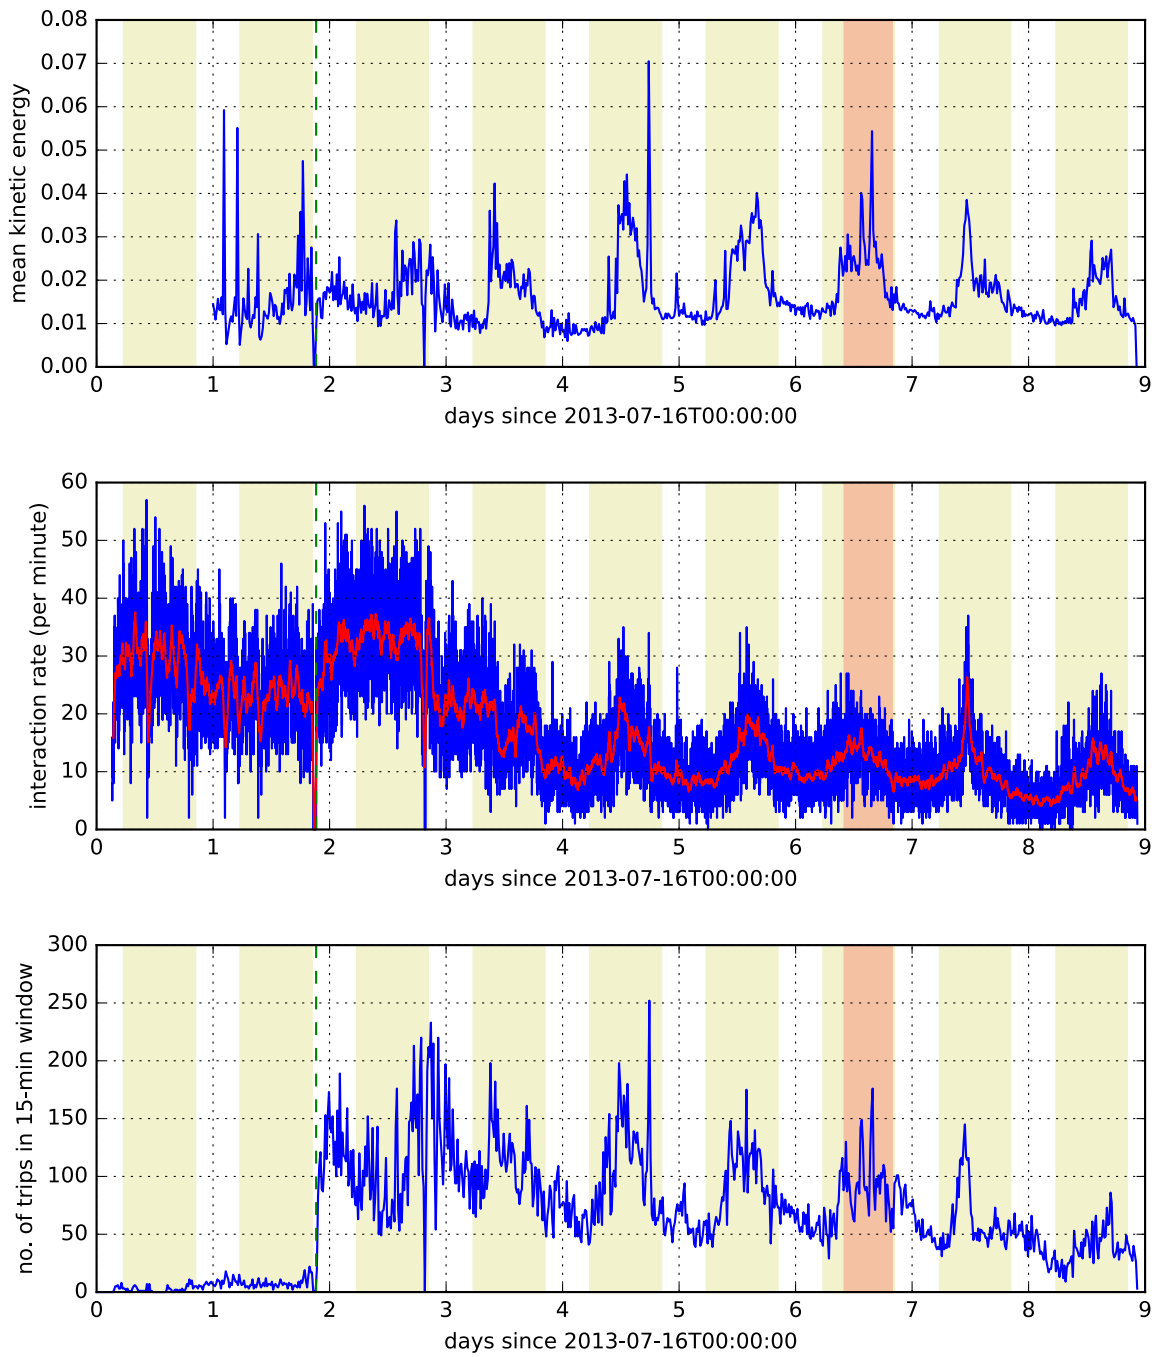 mean kinetic energy
0.08
0.07
0.06
0.05
0.04
0.03
0.02
0.01
0.00
0 1 2 3 4 5 6 7 8 9
days since 2013-07-16T00:00:00
interaction rate (per minute)
60
50
40
30
20
10
0
0 1 2 3 4 5 6 7 8 9
days since 2013-07-16T00:00:00
no. of trips in 15-min window
300
250
200
150
100
50
0
0 1 2 3 4 5 6 7 8 9
days since 2013-07-16T00:00:00